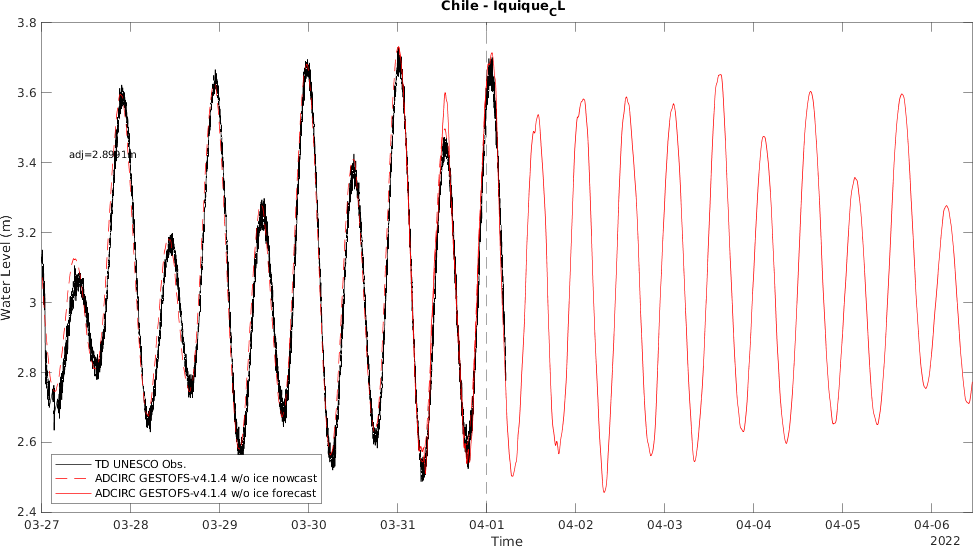 Chile - Iquique_CL
3.8
3.6
3.4
3.2
3
2.8
2.6
2.4
Water Level (m)
adj=2.8991m
TD UNESCO Obs.
ADCIRC GESTOFS-v4.1.4 w/o ice nowcast
ADCIRC GESTOFS-v4.1.4 w/o ice forecast
03-27 03-28 03-29 03-30 03-31 04-01 04-02 04-03 04-04 04-05 04-06
Time
2022